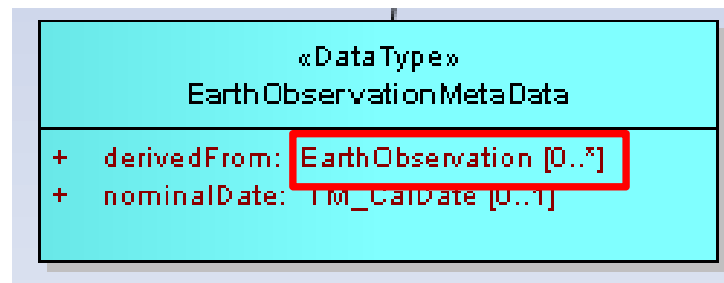 «DataType»
EarthObservationMetaData
+ derivedFrom: EarthObservation [0..*]
+ nominalDate: TM_CalDate [0..1]